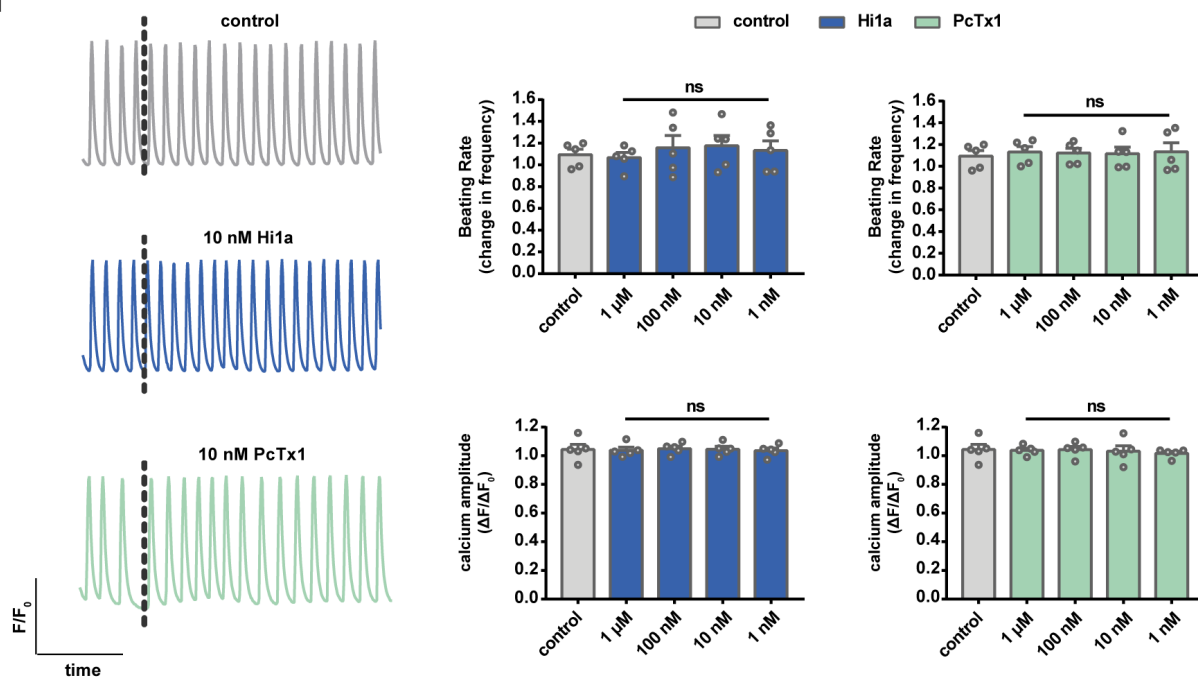 control
10 nM Hi1a
10 nM PcTx1
F/F0
time
control Hi1a PcTx1
Beating Rate
(change in frequency)
ns
1.6
1.4
1.2
1.0
0.8
0.6
0.4
0.2
0.0
control 1 µM 100 nM 10 nM 1 nM
Beating Rate
(change in frequency)
ns
1.6
1.4
1.2
1.0
0.8
0.6
0.4
0.2
0.0
control 1 µM 100 nM 10 nM 1 nM
calcium amplitude
(ΔF/ΔF0)
ns
1.2
1.0
0.8
0.6
0.4
0.2
0.0
control 1 µM 100 nM 10 nM 1 nM
calcium amplitude
(ΔF/ΔF0)
ns
1.2
1.0
0.8
0.6
0.4
0.2
0.0
control 1 µM 100 nM 10 nM 1 nM